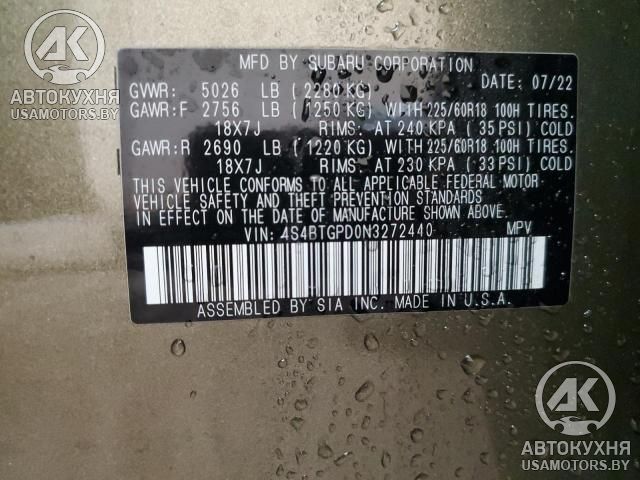 АВТОКУХНЯ
USAMOTORS.BY
MFD BY SUBARU CORPORATION
GVWR: 5026 LB (2280 KG) DATE: 07/22
GAWR:F 2756 LB (1250 KG) WITH 225/60R18 100H TIRES.
18X7J RIMS. AT 240 KPA (35 PSI) COLD
GAWR:R 2690 LB (1220 KG) WITH 225/60R18 100H TIRES.
18X7J RIMS. AT 230 KPA (33 PSI) COLD
THIS VEHICLE CONFORMS TO ALL APPLICABLE FEDERAL MOTOR
VEHICLE SAFETY AND THEFT PREVENTION STANDARDS
IN EFFECT ON THE DATE OF MANUFACTURE SHOWN ABOVE.
VIN: 4S4BTGPD0N3272440 MPV
ASSEMBLED BY SIA INC. MADE IN U.S.A.
АК
АВТОКУХНЯ
USAMOTORS.BY